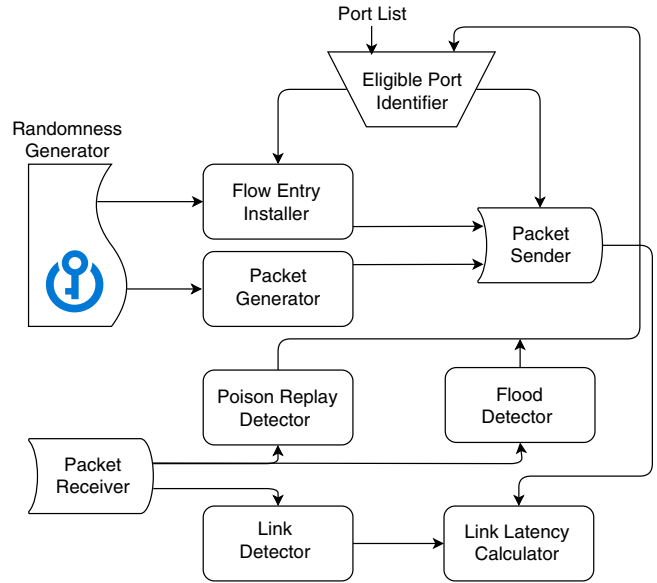 Port List
Eligible Port
Identifier
Randomness
Generator
Flow Entry
Installer
Packet
Sender
Packet
Generator
Poison Replay
Detector
Flood
Detector
Packet
Receiver
Link
Detector
Link Latency
Calculator